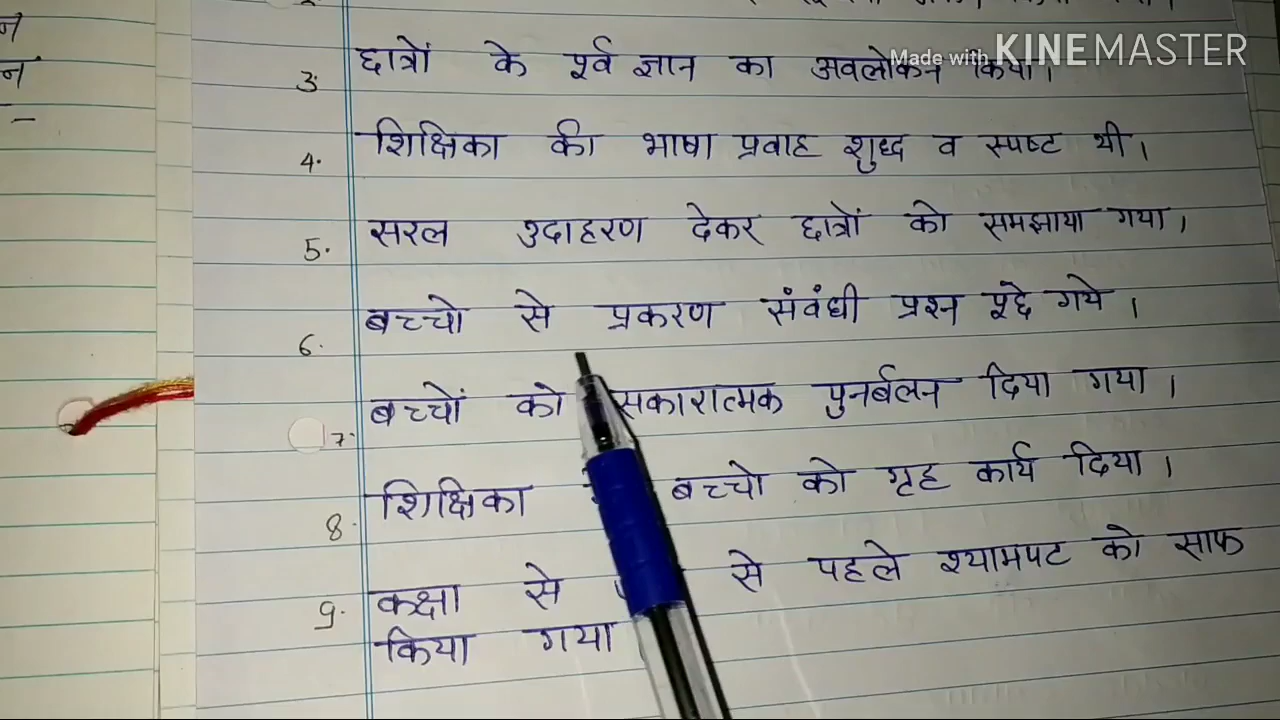 न
न
Made with KINEMASTER
3. छात्रों के पूर्व ज्ञान का अवलोकन किया।
4. शिक्षिका की भाषा प्रवाह शुद्ध व स्पष्ट थी।
5. सरल उदाहरण देकर छात्रों को समझाया गया।
6. बच्चो से प्रकरण संबंधी प्रश्न पूछे गये।
7. बच्चों को सकारात्मक पुनर्बलन दिया गया।
8. शिक्षिका बच्चो को गृह कार्य दिया।
9. कक्षा से से पहले श्यामपट को साफ
किया गया